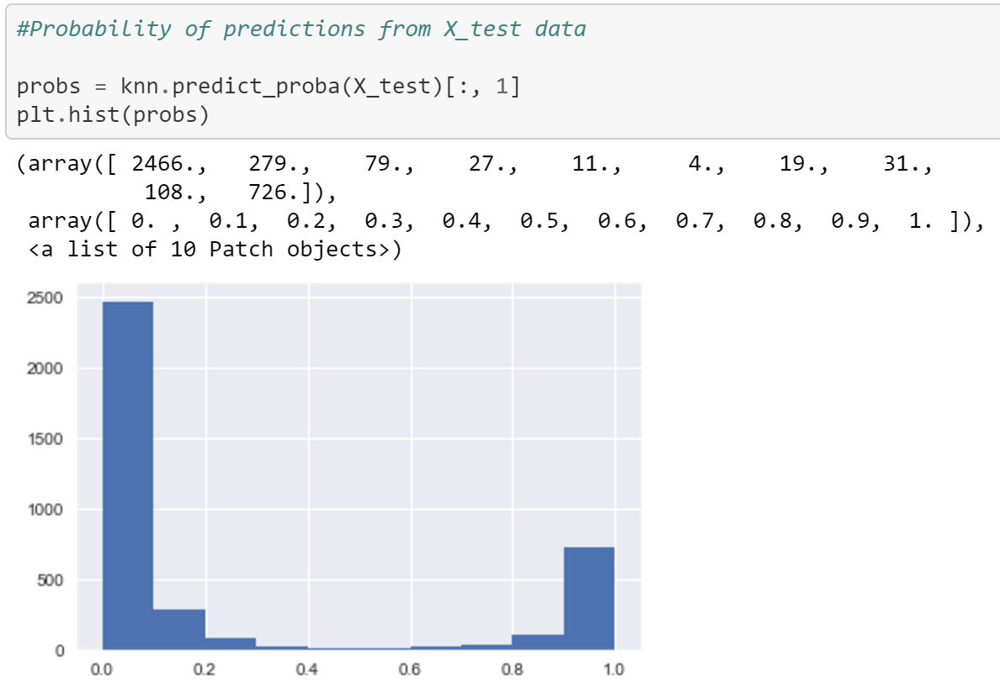 #Probability of predictions from X_test data
probs = knn.predict_proba(X_test)[:, 1]
plt.hist(probs)
(array([ 2466., 279., 79., 27., 11., 4., 19., 31.,
108., 726.]),
array([ 0. , 0.1, 0.2, 0.3, 0.4, 0.5, 0.6, 0.7, 0.8, 0.9, 1. ]),
<a list of 10 Patch objects>)
2500
2000
1500
1000
500
0
0.0 0.2 0.4 0.6 0.8 1.0